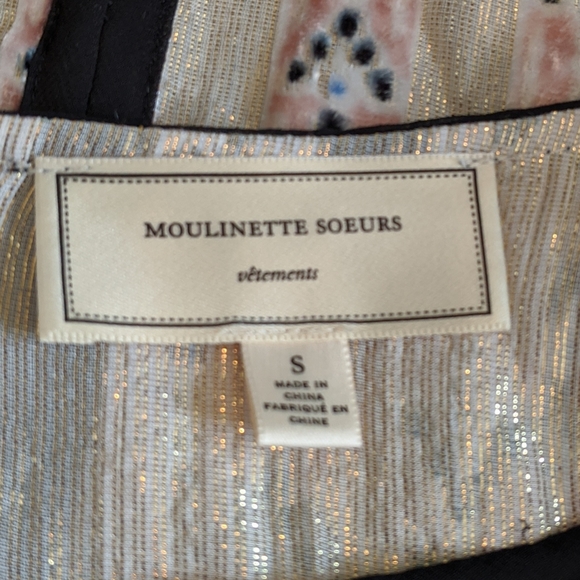 MOULINETTE SOEURS
vêtements
S
MADE IN
CHINA
FABRIQUÉ EN
CHINE